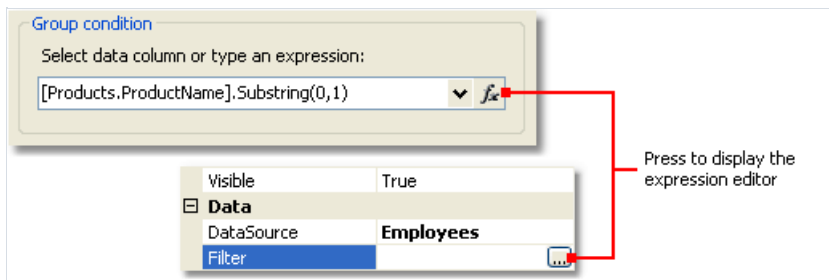 Group condition
Select data column or type an expression:
[Products.ProductName].Substring(0,1) fx
Press to display the
expression editor
Visible True
Data
DataSource Employees
Filter ...